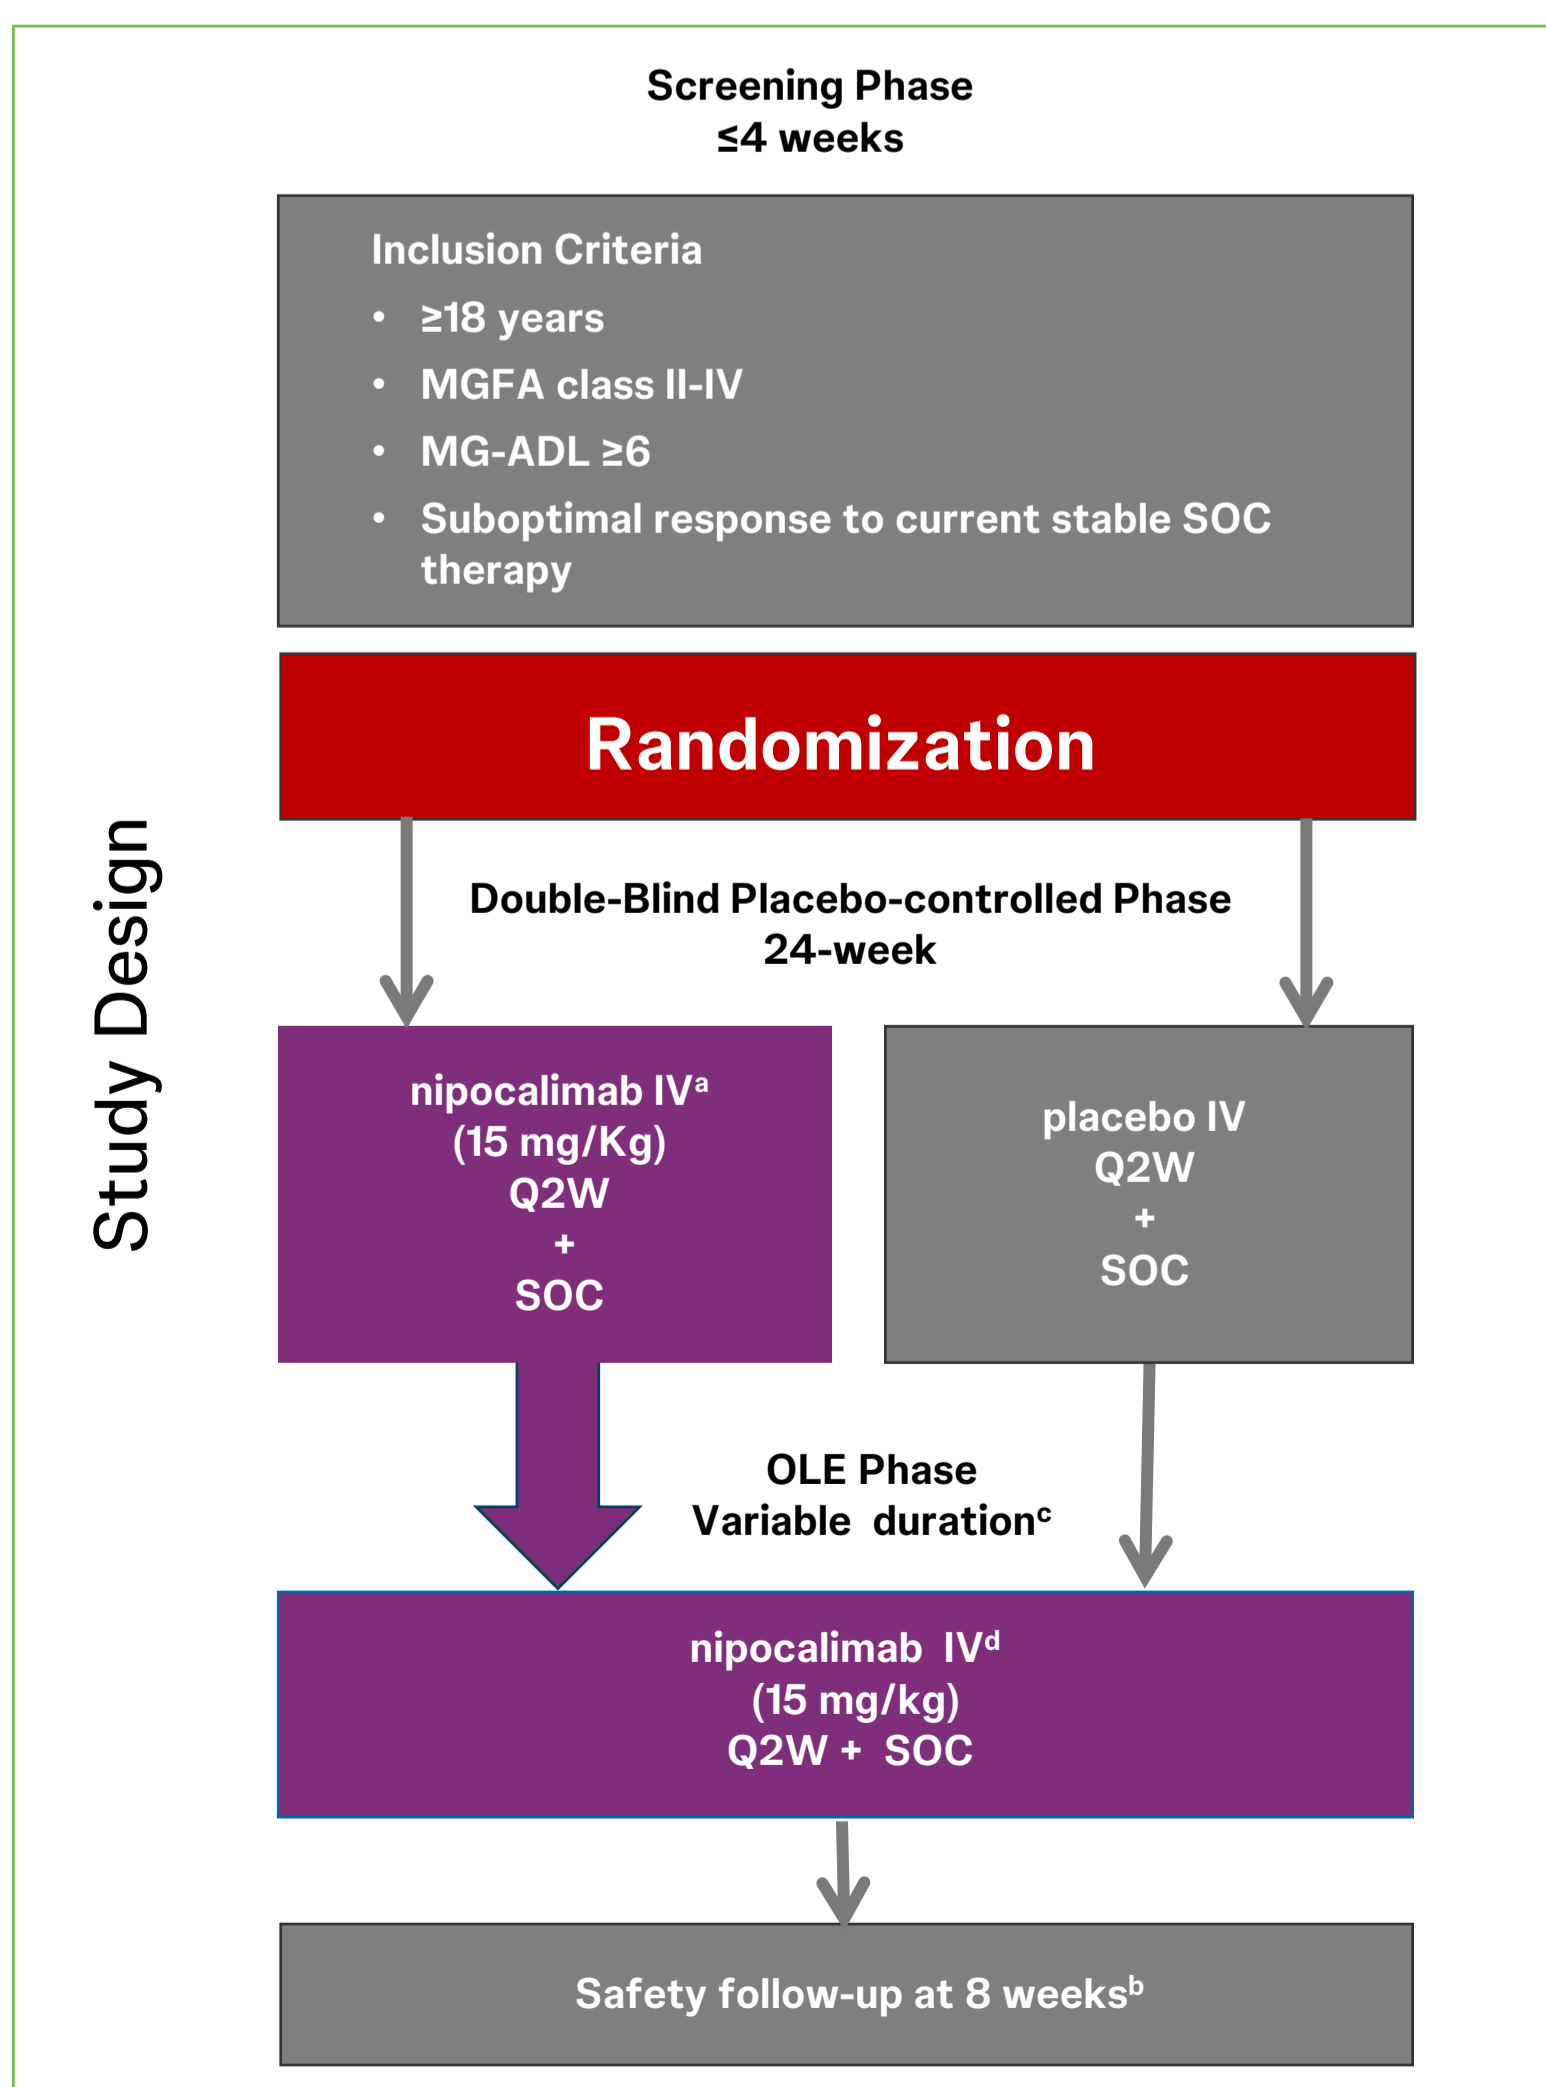 Screening Phase
≤4 weeks
Inclusion Criteria
• ≥18 years
• MGFA class II-IV
• MG-ADL ≥6
• Suboptimal response to current stable SOC
therapy
Randomization
Study Design
Double-Blind Placebo-controlled Phase
24-week
nipocalimab IVᵃ
(15 mg/Kg)
Q2W
+
SOC
placebo IV
Q2W
+
SOC
OLE Phase
Variable durationᶜ
nipocalimab IVᵈ
(15 mg/kg)
Q2W + SOC
Safety follow-up at 8 weeksᵇ